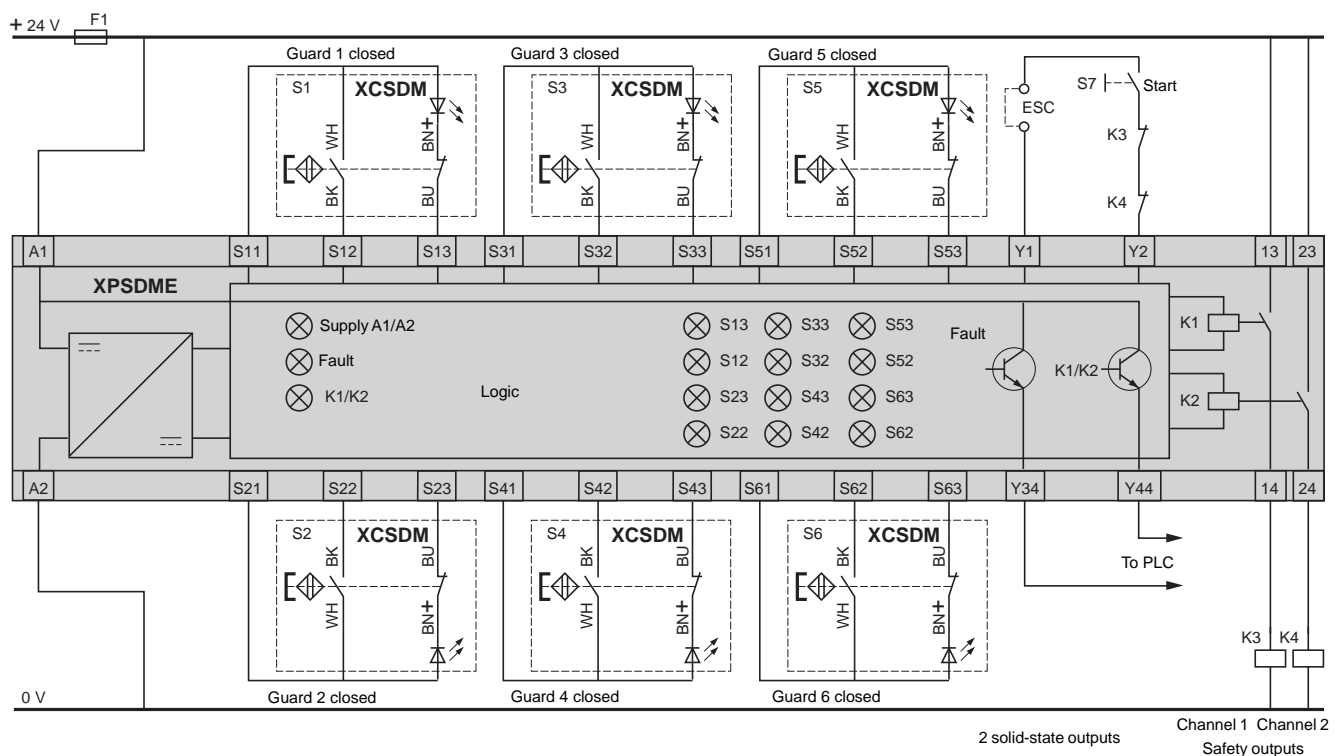 + 24 V
F1
Guard 1 closed
Guard 3 closed
Guard 5 closed
S1
XCSDM
WH
BK
BN+
BU
S3
XCSDM
WH
BK
BN+
BU
S5
XCSDM
WH
BK
BN+
BU
ESC
S7
Start
K3
K4
A1
S11
S12
S13
S31
S32
S33
S51
S52
S53
Y1
Y2
13
23
XPSDME
Supply A1/A2
Fault
K1/K2
Logic
S13
S33
S53
S12
S32
S52
S23
S43
S63
S22
S42
S62
Fault
K1/K2
K1
K2
A2
S21
S22
S23
S41
S42
S43
S61
S62
S63
Y34
Y44
14
24
S2
XCSDM
BK
WH
BU
BN+
S4
XCSDM
BK
WH
BU
BN+
S6
XCSDM
BK
WH
BU
BN+
To PLC
K3
K4
0 V
Guard 2 closed
Guard 4 closed
Guard 6 closed
2 solid-state outputs
Channel 1
Channel 2
Safety outputs